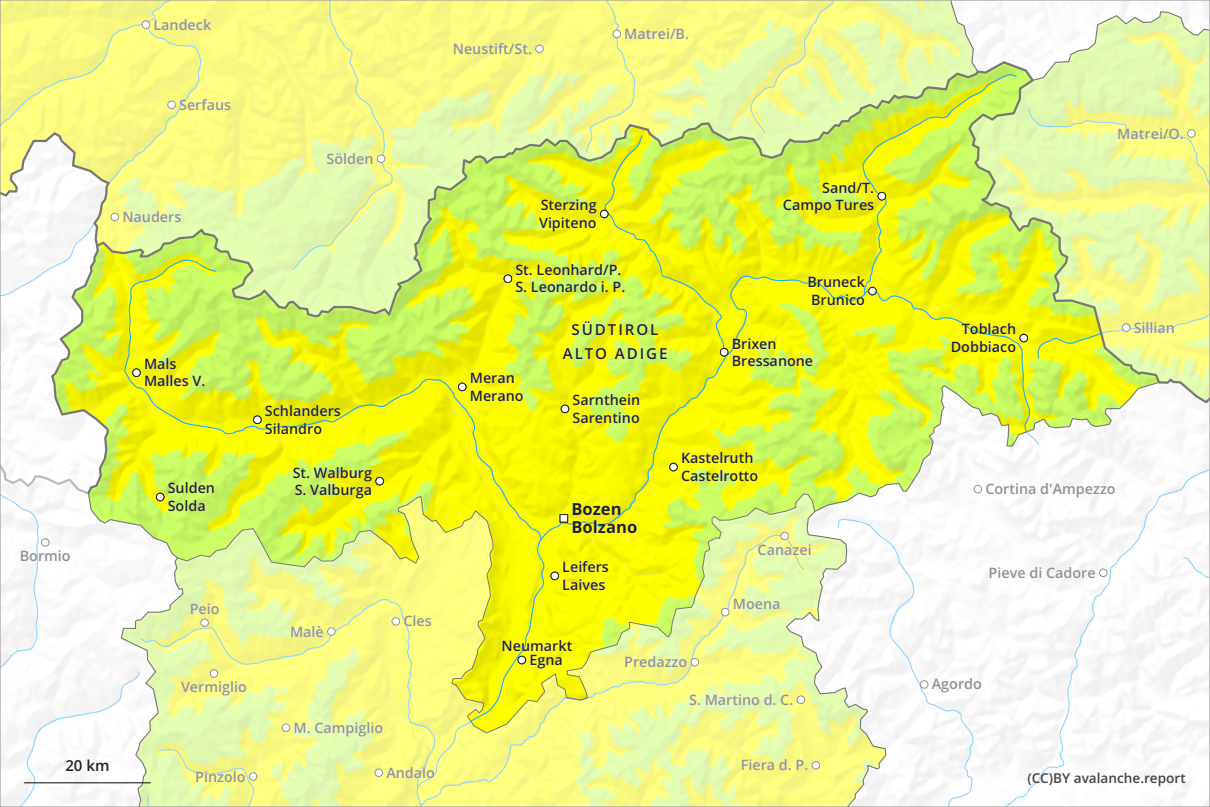 Landeck
Matrei/B.
Neustift/St.
Serfaus
Matrei/O.
Sölden
Sand/T.
Campo Tures
Sterzing
Vipiteno
Nauders
St. Leonhard/P.
S. Leonardo i. P.
Bruneck
Brunico
SÜDTIROL
ALTO ADIGE
Toblach
Dobbiaco
Sillian
Brixen
Bressanone
Mals
Malles V.
Meran
Merano
Schlanders
Silandro
Sarnthein
Sarentino
Kastelruth
Castelrotto
St. Walburg
S. Valburga
Sulden
Solda
Cortina d'Ampezzo
Bozen
Bolzano
Bormio
Canazei
Leifers
Laives
Pieve di Cadore
Peio
Moena
Malè
Cles
Neumarkt
Egna
Predazzo
Vermiglio
Agordo
S. Martino d. C.
M. Campiglio
20 km
Pinzolo
Andalo
Fiera d. P.
(CC)BY avalanche.report